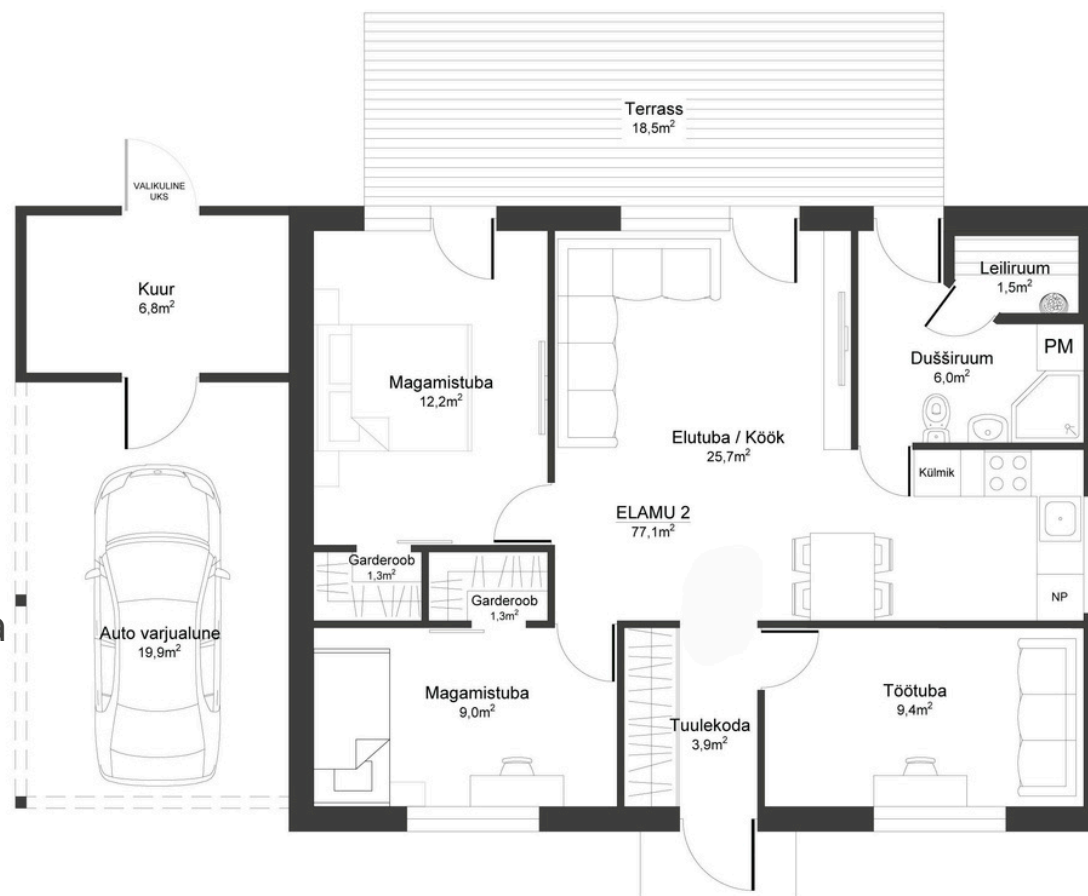 Terrass
18,5m²
VALIKULINE
UKS
Kuur
6,8m²
Leiliruum
1,5m²
PM
Dušširuum
6,0m²
Magamistuba
12,2m²
Elutuba / Köök
25,7m²
Külmik
ELAMU 2
77,1m²
Garderoob
1,3m²
Garderoob
1,3m²
NP
a
Auto varjualune
19,9m²
Magamistuba
9,0m²
Tuulekoda
3,9m²
Töötuba
9,4m²